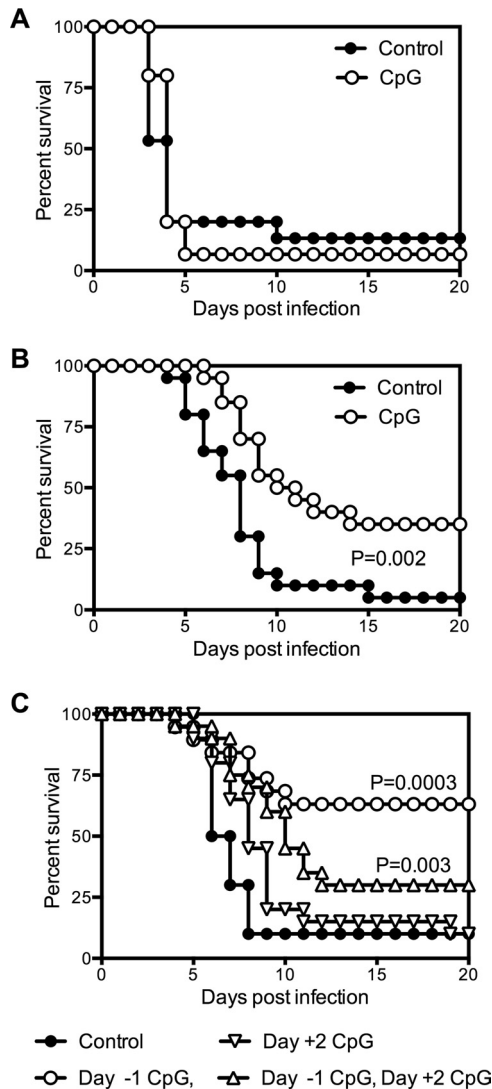 A
100
75
50
25
0
Percent survival
Control
CpG
0 5 10 15 20
Days post infection
B
100
75
50
25
0
Percent survival
Control
CpG
P=0.002
0 5 10 15 20
Days post infection
C
100
75
50
25
0
Percent survival
P=0.0003
P=0.003
0 5 10 15 20
Days post infection
Control Day +2 CpG
Day -1 CpG, Day -1 CpG, Day +2 CpG